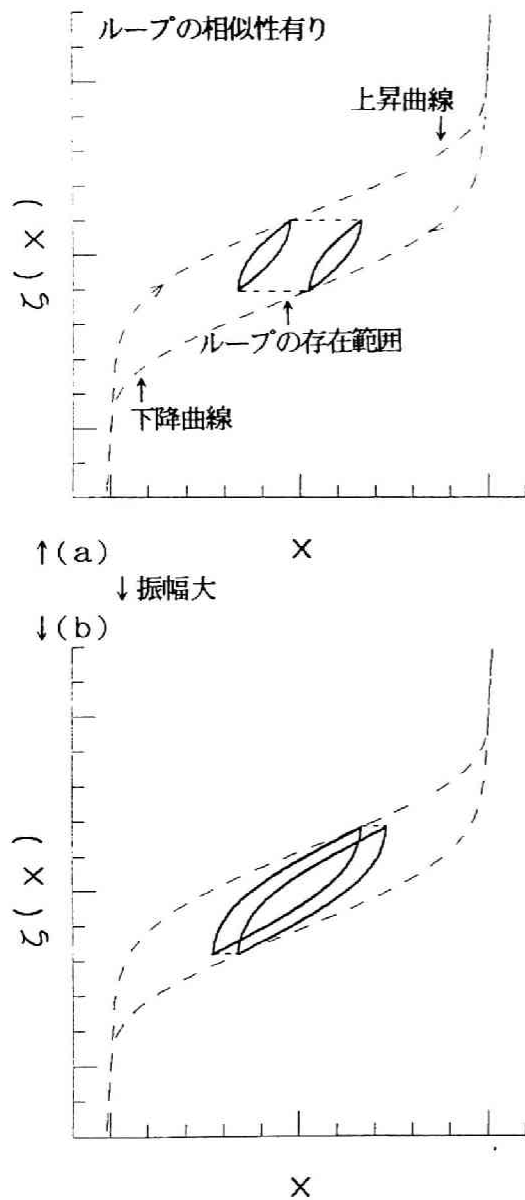 ループの相似性有り
上昇曲線
ζ(X)
ループの存在範囲
下降曲線
X
↑(a)
↓振幅大
↓(b)
ζ(X)
X